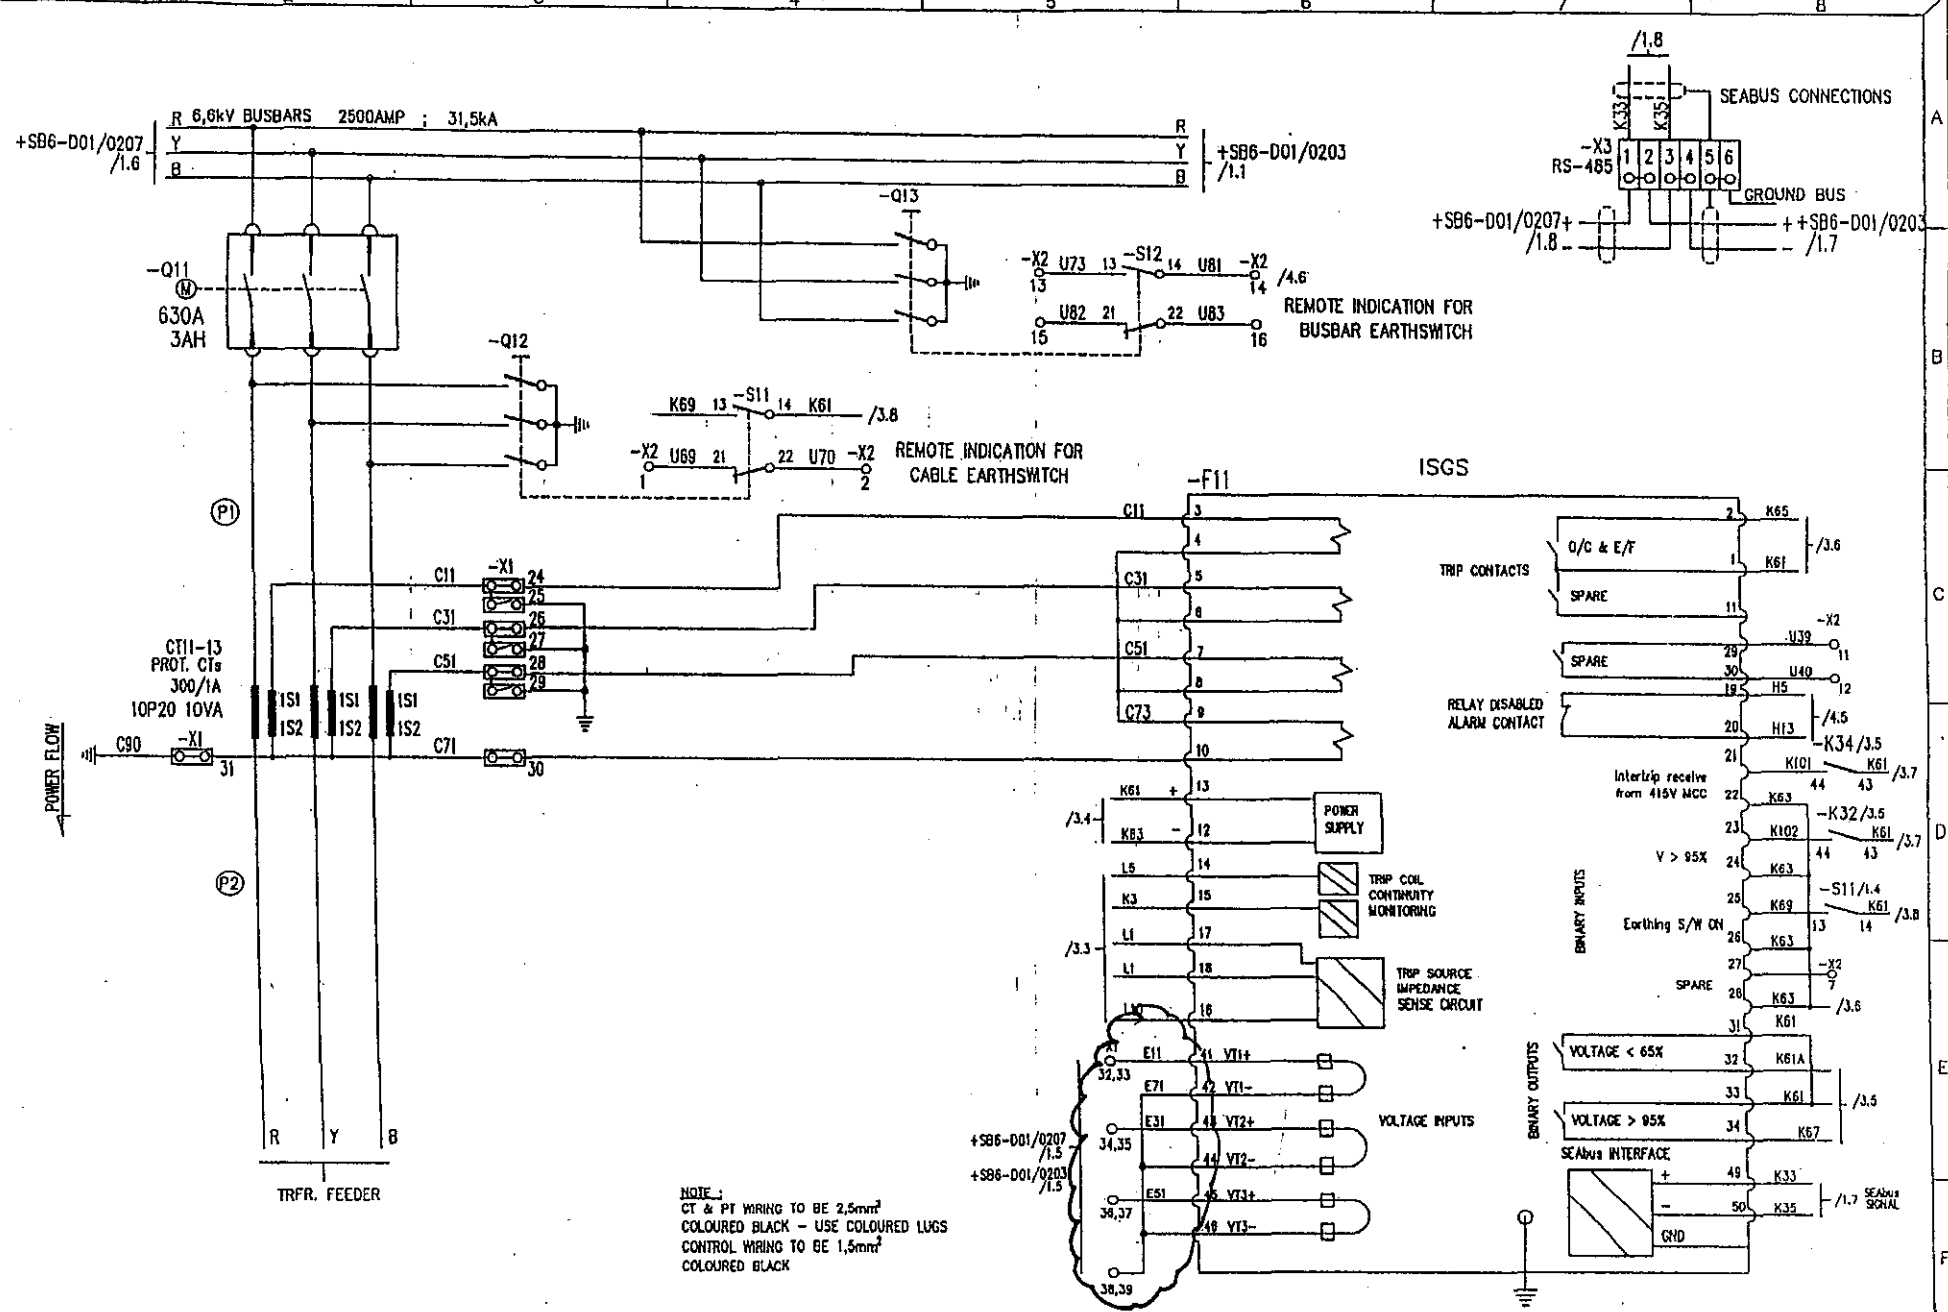 2
3
4
5
6
7
8
A
B
C
D
E
F
/1.8
K33
K35
SEABUS CONNECTIONS
-X3
RS-485
1 2 3 4 5 6
GROUND BUS
+SB6-D01/0207+
/1.8 -
+ +SB6-D01/0203
- /1.7
R 6,6kV BUSBARS 2500AMP ; 31,5kA
Y
B
+SB6-D01/0207
/1.6
R
Y
B
+SB6-D01/0203
/1.1
-Q11
M
630A
3AH
-Q13
-X2 U73 13 -S12 14 U81 -X2
13
14 /4.6
U82 21 22 U83
15
16
REMOTE INDICATION FOR
BUSBAR EARTHSWITCH
-Q12
K69 13 -S11 14 K61 /3.8
-X2 U69 21 22 U70 -X2
1
2
REMOTE INDICATION FOR
CABLE EARTHSWITCH
P1
P2
CT11-13
PROT. CTs
300/1A
10P20 10VA
1S1
1S2
1S1
1S2
1S1
1S2
C11
C31
C51
-X1
24
25
26
27
28
29
C71
30
C90
-X1
31
POWER FLOW
R Y B
TRFR. FEEDER
NOTE :
CT & PT WIRING TO BE 2,5mm²
COLOURED BLACK - USE COLOURED LUGS
CONTROL WIRING TO BE 1,5mm²
COLOURED BLACK
-F11
ISGS
C11 3
4
C31 5
6
C51 7
8
C73 9
10
K61 + 13
/3.4
K83 - 12
POWER
SUPPLY
L5 14
K3 15
TRIP COIL
CONTINUITY
MONITORING
L1 17
/3.3
L1 18
16
TRIP SOURCE
IMPEDANCE
SENSE CIRCUIT
X1
32,33
E11 41 VT1+
E71 42 VT1-
E31 43 VT2+
34,35
44 VT2-
E51 45 VT3+
36,37
46 VT3-
38,39
VOLTAGE INPUTS
+SB6-D01/0207
/1.5
+SB6-D01/0203
/1.5
TRIP CONTACTS
O/C & E/F
SPARE
2 K65
/3.6
1 K61
11
SPARE
29 U39
-X2
11
30 U40
12
RELAY DISABLED
ALARM CONTACT
19 H5
/4.5
20 H13
Intertrip receive
from 415V MCC
21
K101
-K34/3.5
44 43
K61 /3.7
22 K63
V > 95%
23
K102
-K32/3.5
44 43
K61 /3.7
24 K63
BINARY INPUTS
Earthing S/W ON
25
K69
-S11/1.4
13 14
K61 /3.8
26 K63
SPARE
27
-X2
7
28 K63 /3.6
BINARY OUTPUTS
VOLTAGE < 65%
31 K61
32 K61A
VOLTAGE > 95%
33 K61
34 K67
/3.5
SEAbus INTERFACE
+ 49 K33
- 50 K35
GND
/1.7 SEAbus
SIGNAL